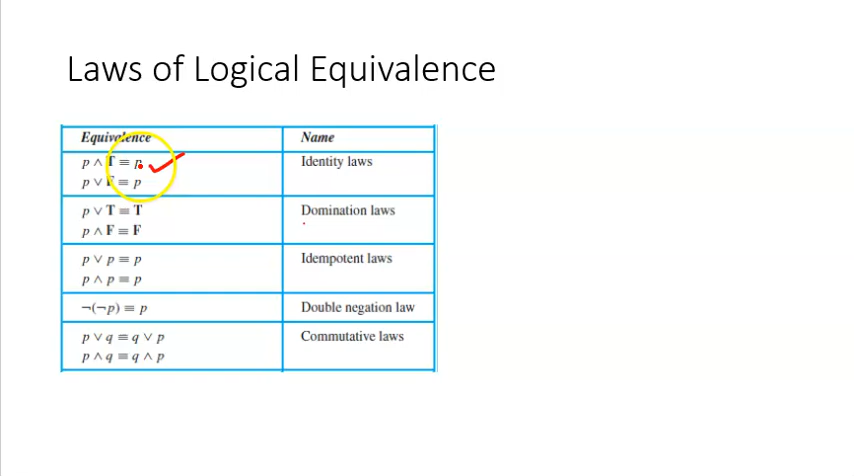 Laws of Logical Equivalence
Equivalence Name
p ∧ T ≡ p Identity laws
p ∨ F ≡ p
p ∨ T ≡ T Domination laws
p ∧ F ≡ F
p ∨ p ≡ p Idempotent laws
p ∧ p ≡ p
¬(¬p) ≡ p Double negation law
p ∨ q ≡ q ∨ p Commutative laws
p ∧ q ≡ q ∧ p